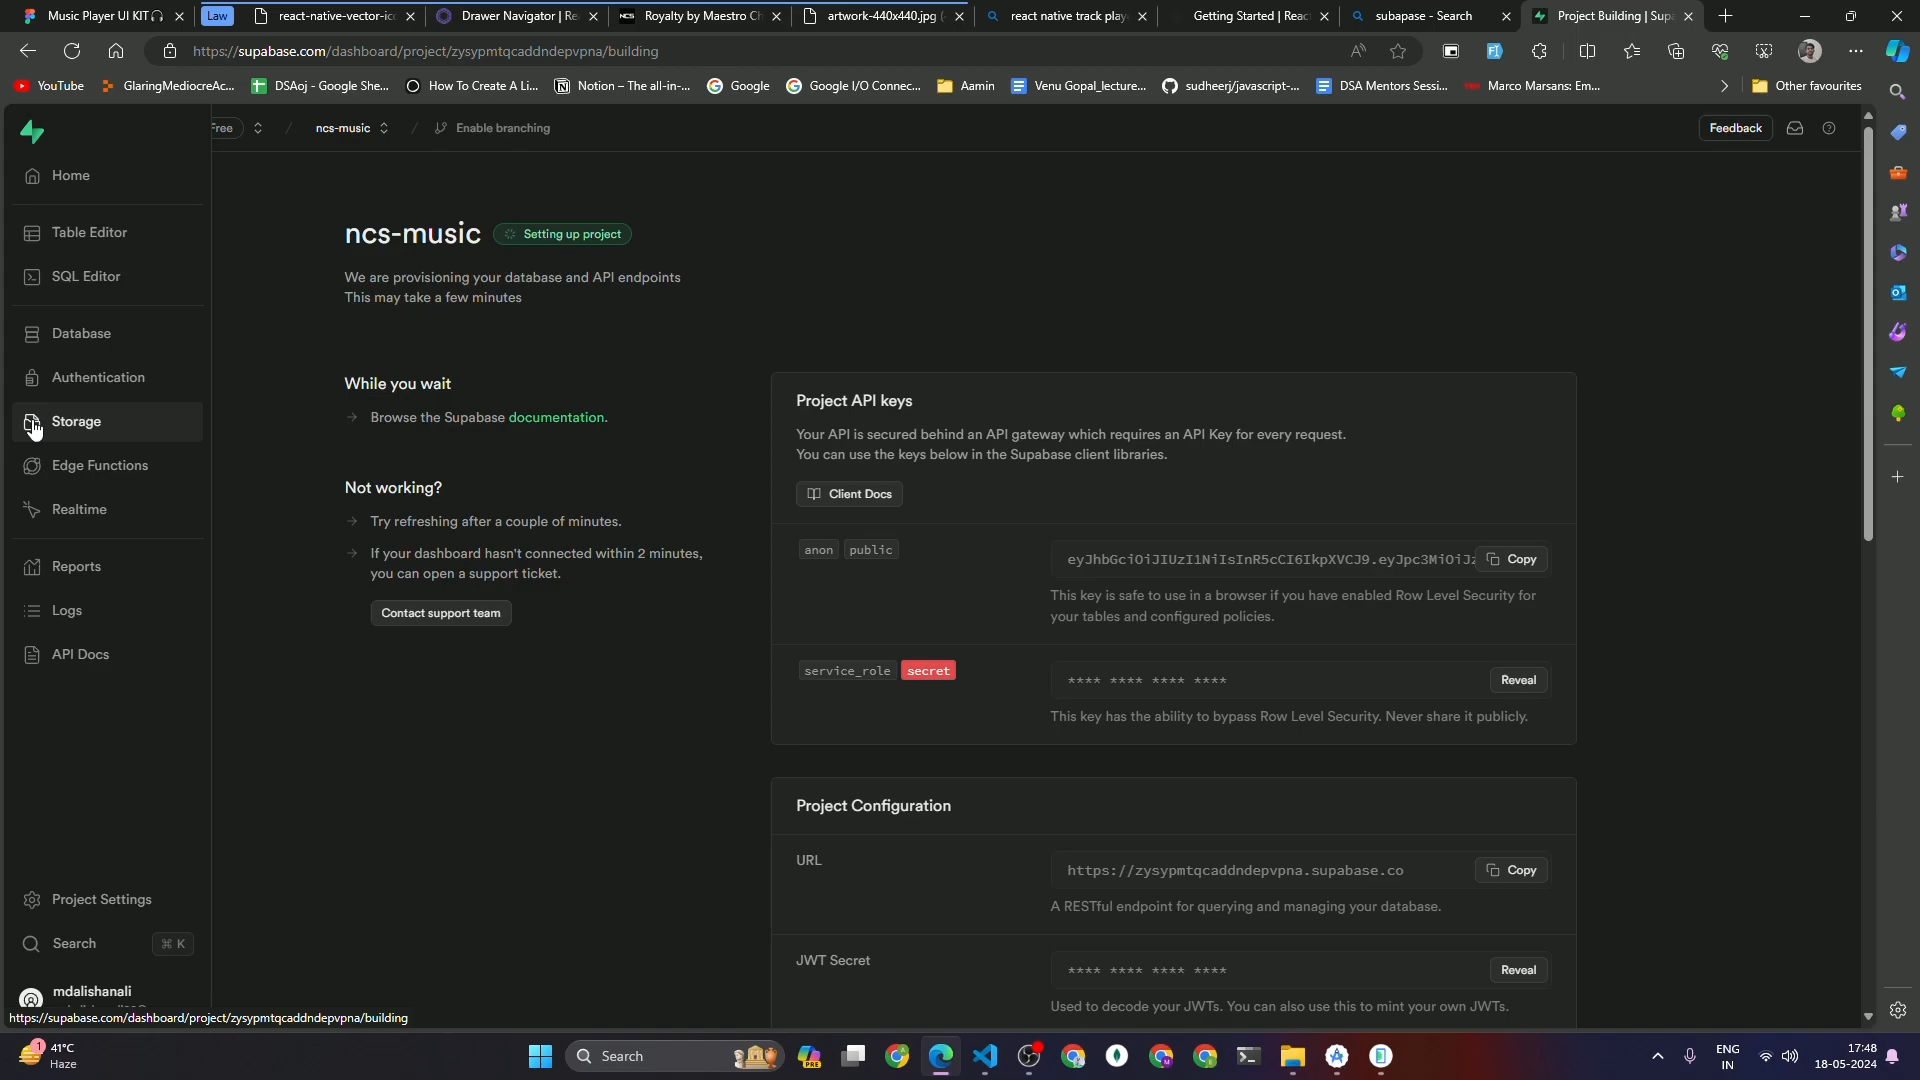 Music Player UI KIT
Law
react-native-vector-ic
Drawer Navigator | Re
NCS
Royalty by Maestro Ch
artwork-440x440.jpg (
react native track play
Getting Started | Reac
subapase - Search
Project Building | Supa
https://supabase.com/dashboard/project/zysypmtqcaddndepvpna/building
YouTube
GlaringMediocreAc...
DSAoj - Google She...
How To Create A Li...
Notion – The all-in-...
Google
Google I/O Connec...
Aamin
Venu Gopal_lecture...
sudheerj/javascript-...
DSA Mentors Sessi...
Marco Marsans: Em...
Other favourites
Free
ncs-music
Enable branching
Feedback
Home
Table Editor
SQL Editor
Database
Authentication
Storage
Edge Functions
Realtime
Reports
Logs
API Docs
Project Settings
Search
⌘ K
mdalishanali
https://supabase.com/dashboard/project/zysypmtqcaddndepvpna/building
ncs-music
Setting up project
We are provisioning your database and API endpoints
This may take a few minutes
While you wait
Browse the Supabase documentation.
Not working?
Try refreshing after a couple of minutes.
If your dashboard hasn't connected within 2 minutes,
you can open a support ticket.
Contact support team
Project API keys
Your API is secured behind an API gateway which requires an API Key for every request.
You can use the keys below in the Supabase client libraries.
Client Docs
anon public
eyJhbGciOiJIUzI1NiIsInR5cCI6IkpXVCJ9.eyJpc3MiOiJz
Copy
This key is safe to use in a browser if you have enabled Row Level Security for
your tables and configured policies.
service_role secret
**** **** **** ****
Reveal
This key has the ability to bypass Row Level Security. Never share it publicly.
Project Configuration
URL
https://zysypmtqcaddndepvpna.supabase.co
Copy
A RESTful endpoint for querying and managing your database.
JWT Secret
**** **** **** ****
Reveal
Used to decode your JWTs. You can also use this to mint your own JWTs.
1
41°C
Haze
Search
PRE
ENG
IN
17:48
18-05-2024